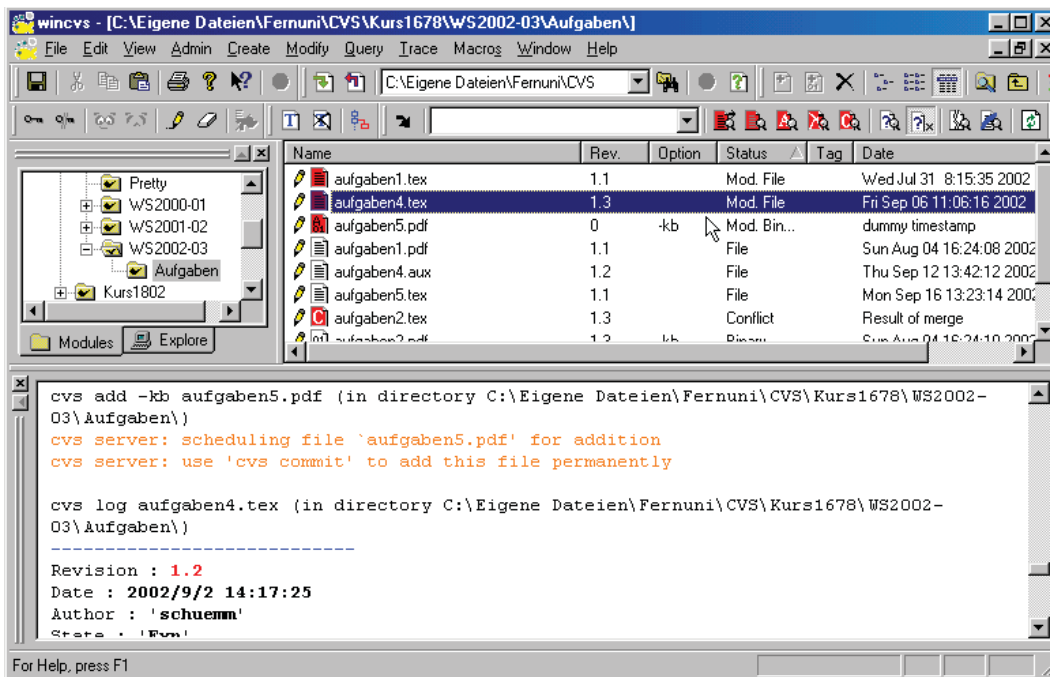 wincvs - [C:\Eigene Dateien\Fernuni\CVS\Kurs1678\WS2002-03\Aufgaben\]
File Edit View Admin Create Modify Query Trace Macros Window Help
C:\Eigene Dateien\Fernuni\CVS
Pretty
WS2000-01
WS2001-02
WS2002-03
Aufgaben
Kurs1802
Modules Explore
Name Rev. Option Status Tag Date
aufgaben1.tex 1.1 Mod. File Wed Jul 31 8:15:35 2002
aufgaben4.tex 1.3 Mod. File Fri Sep 06 11:06:16 2002
aufgaben5.pdf 0 -kb Mod. Bin... dummy timestamp
aufgaben1.pdf 1.1 File Sun Aug 04 16:24:08 2002
aufgaben4.aux 1.2 File Thu Sep 12 13:42:12 2002
aufgaben5.tex 1.1 File Mon Sep 16 13:23:14 2002
aufgaben2.tex 1.3 Conflict Result of merge
cvs add -kb aufgaben5.pdf (in directory C:\Eigene Dateien\Fernuni\CVS\Kurs1678\WS2002-
03\Aufgaben\)
cvs server: scheduling file `aufgaben5.pdf' for addition
cvs server: use 'cvs commit' to add this file permanently
cvs log aufgaben4.tex (in directory C:\Eigene Dateien\Fernuni\CVS\Kurs1678\WS2002-
03\Aufgaben\)
----------------------------
Revision : 1.2
Date : 2002/9/2 14:17:25
Author : 'schuemm'
For Help, press F1